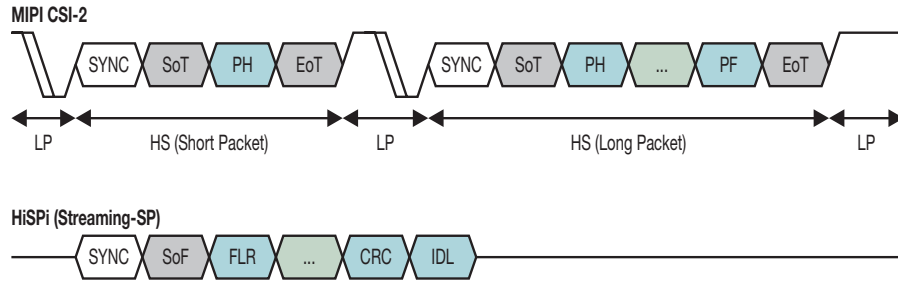 MIPI CSI-2
SYNC SoT PH EoT SYNC SoT PH ... PF EoT
LP HS (Short Packet) LP HS (Long Packet) LP
HiSPi (Streaming-SP)
SYNC SoF FLR ... CRC IDL